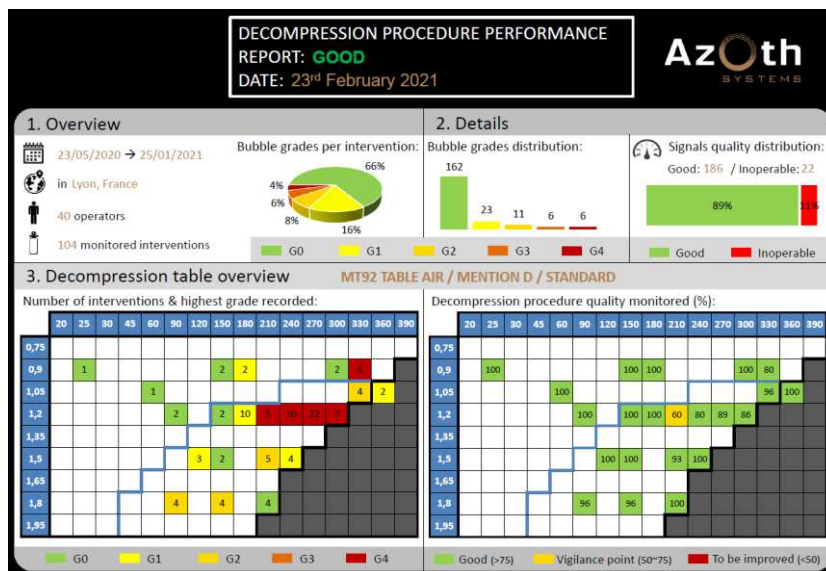 DECOMPRESSION PROCEDURE PERFORMANCE
REPORT: GOOD
DATE: 23rd February 2021
AzOth
SYSTEMS
1. Overview
23/05/2020 → 25/01/2021
in Lyon, France
40 operators
104 monitored interventions
Bubble grades per intervention:
66%
4%
6%
8%
16%
2. Details
Bubble grades distribution:
162
23
11
6
6
Signals quality distribution:
Good: 186 / Inoperable: 22
89%
11%
G0 G1 G2 G3 G4
Good Inoperable
3. Decompression table overview
MT92 TABLE AIR / MENTION D / STANDARD
Number of interventions & highest grade recorded:
20 25 30 45 60 90 120 150 180 210 240 270 300 330 360 390
0,75
0,9 1 2 2 2 6
1,05 1 4 2
1,2 2 2 10 5 10 22
1,35
1,5 3 2 5 4
1,65
1,8 4 4 4
1,95
G0 G1 G2 G3 G4
Decompression procedure quality monitored (%):
20 25 30 45 60 90 120 150 180 210 240 270 300 330 360 390
0,75
0,9 100 100 100 100 80
1,05 100 96 100
1,2 100 100 100 60 80 89 86
1,35
1,5 100 100 93 100
1,65
1,8 96 96 100
1,95
Good (>75) Vigilance point (50~75) To be improved (<50)